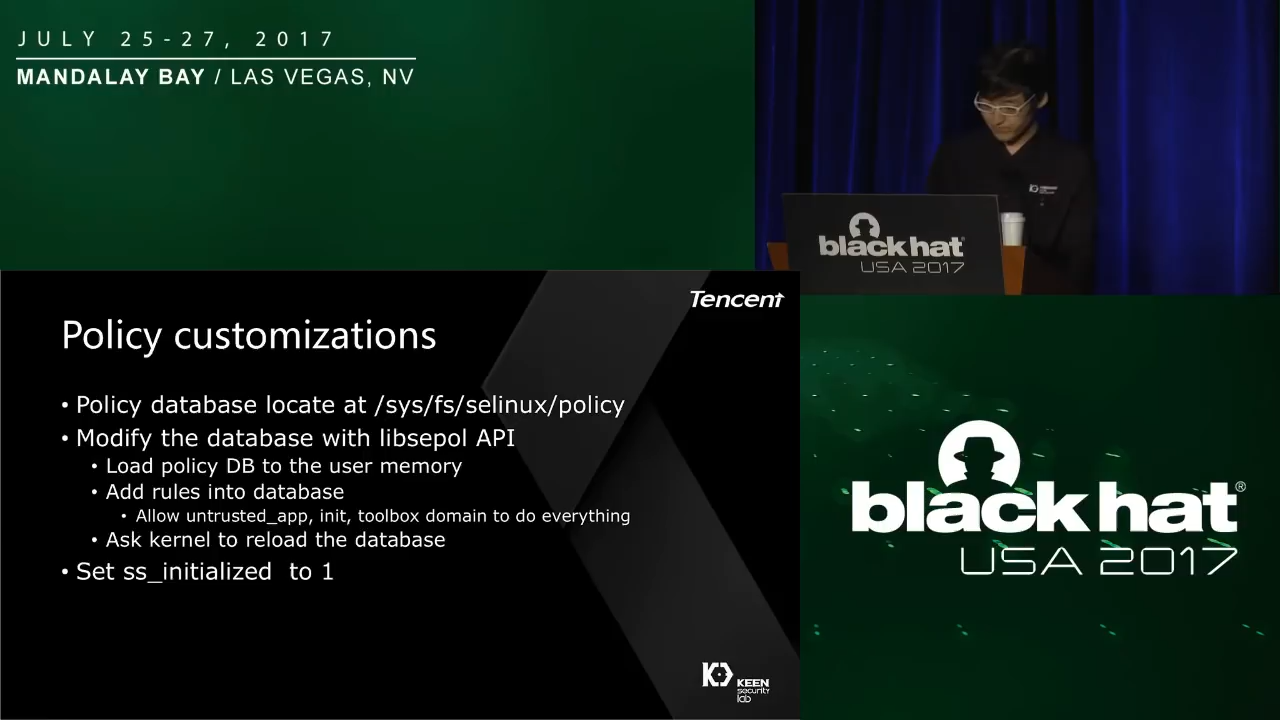 JULY 25-27, 2017
MANDALAY BAY / LAS VEGAS, NV
black hat
USA 2017
Tencent
Policy customizations
• Policy database locate at /sys/fs/selinux/policy
• Modify the database with libsepol API
• Load policy DB to the user memory
• Add rules into database
• Allow untrusted_app, init, toolbox domain to do everything
• Ask kernel to reload the database
• Set ss_initialized to 1
KEEN
security
lab
black hat®
USA 2017